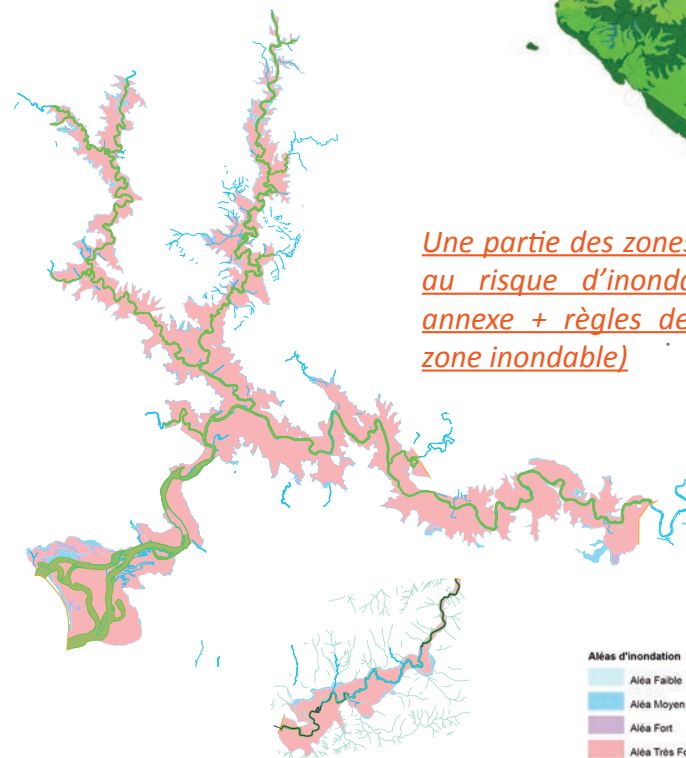 Une partie des zones
au risque d’inond
annexe + règles de
zone inondable)
Aléas d'inondation
Aléa Faible
Aléa Moyen
Aléa Fort
Aléa Très Fo